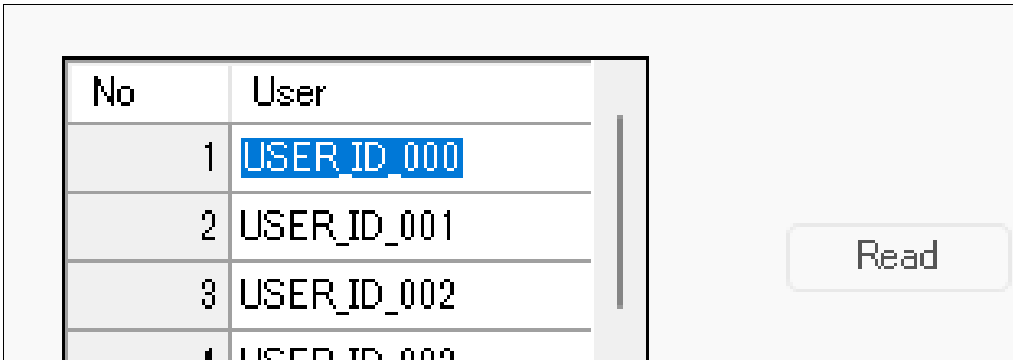 No User
1 USER_ID_000
2 USER_ID_001
3 USER_ID_002
Read